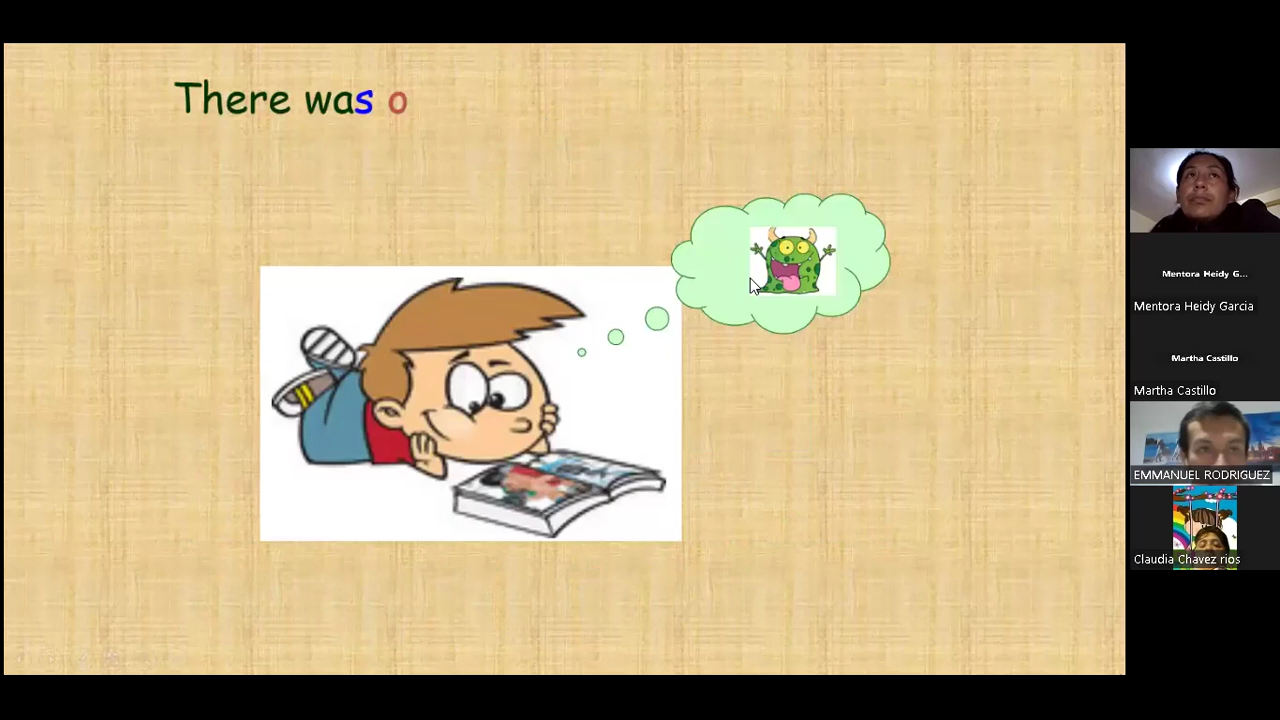 There was o
Mentora Heidy G...
Mentora Heidy Garcia
Martha Castillo
Martha Castillo
EMMANUEL RODRIGUEZ
Claudia Chavez rios